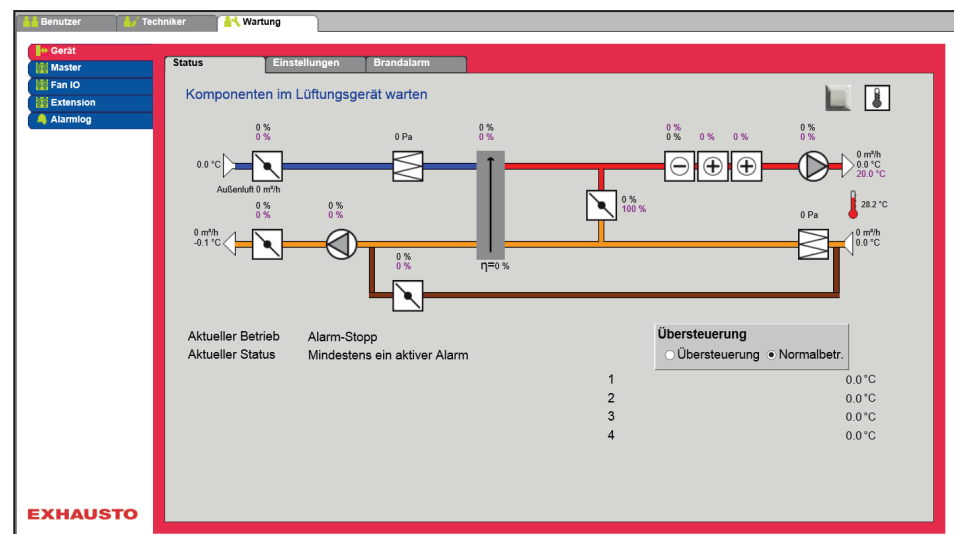 Benutzer Techniker Wartung
Gerät
Master
Fan IO
Extension
Alarmlog
Status Einstellungen Brandalarm
Komponenten im Lüftungsgerät warten
0 % 0 Pa 0 % 0 % 0 %
0 % 0 % 0 % 0 % 0 % 0 %
0.0 °C
0 m³/h
0.0 °C
20.0 °C
Außenluft 0 m³/h
0 %
100 %
28.2 °C
0 % 0 % 0 Pa
0 % 0 %
0 m³/h
-0.1 °C
0 m³/h
0.0 °C
0 %
0 %
η=0 %
Aktueller Betrieb Alarm-Stopp
Aktueller Status Mindestens ein aktiver Alarm
Übersteuerung
Übersteuerung Normalbetr.
1 0.0°C
2 0.0°C
3 0.0°C
4 0.0°C
EXHAUSTO